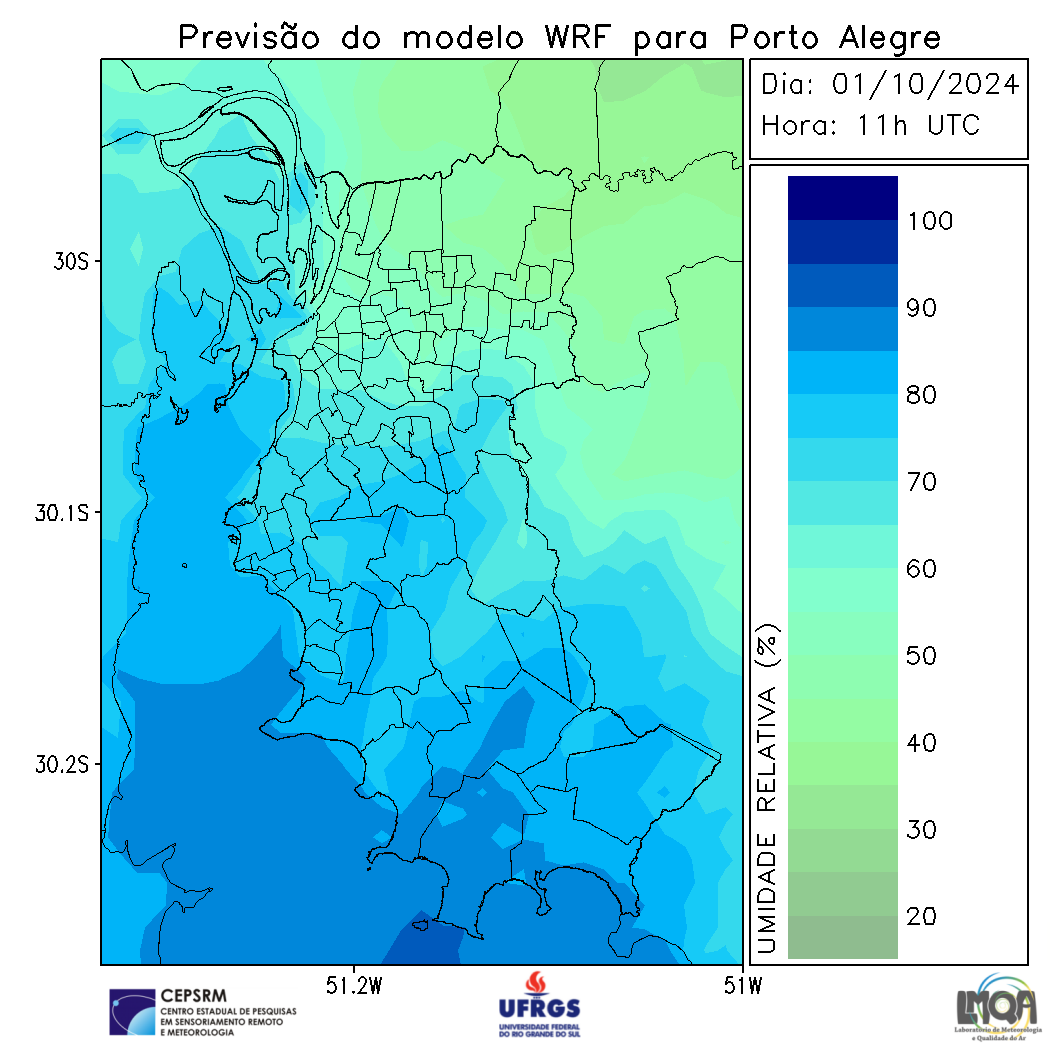 Previsão do modelo WRF para Porto Alegre
Dia: 01/10/2024
Hora: 11h UTC
100
90
80
70
60
50
40
30
20
UMIDADE RELATIVA (%)
30S
30.1S
30.2S
51.2W
51W
CEPSRM
CENTRO ESTADUAL DE PESQUISAS
EM SENSORIAMENTO REMOTO
E METEOROLOGIA
UFRGS
UNIVERSIDADE FEDERAL
DO RIO GRANDE DO SUL
LMQA
Laboratório de Meteorologia
e Qualidade do Ar